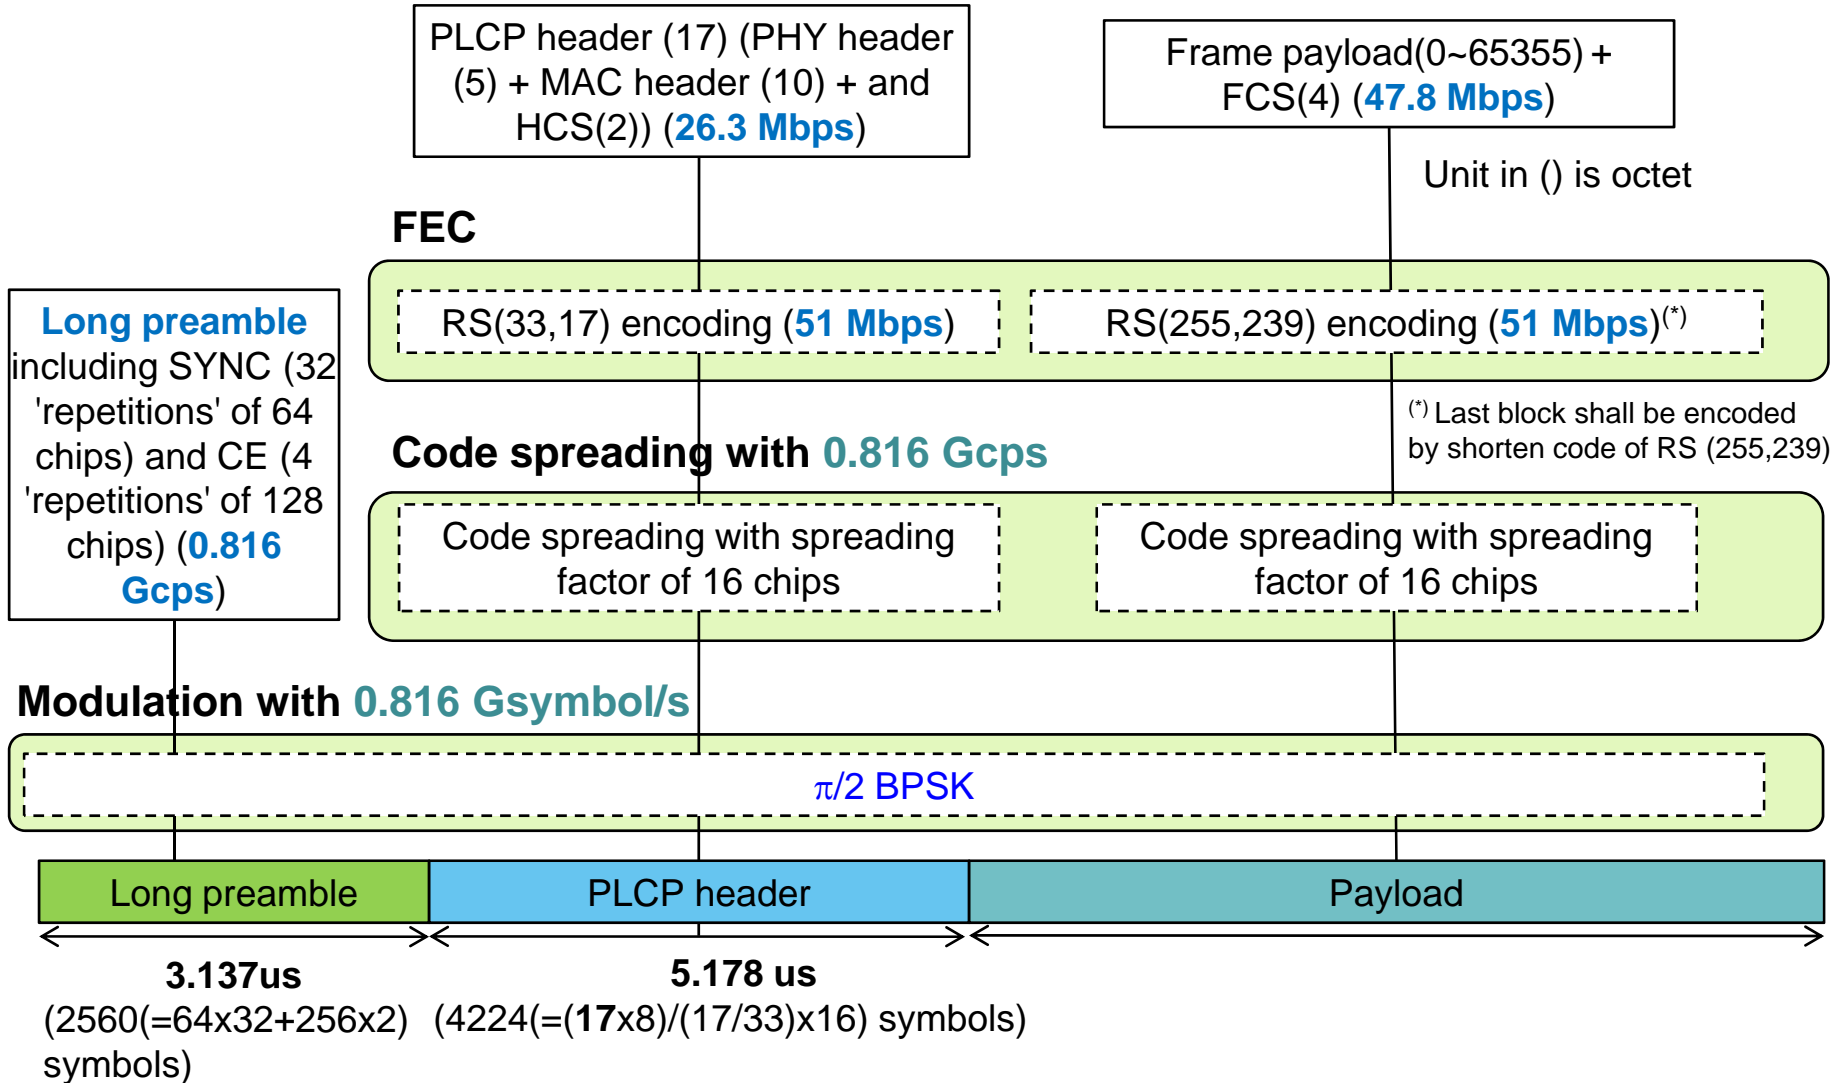 PLCP header (17) (PHY header
(5) + MAC header (10) + and
HCS(2)) (26.3 Mbps)
Frame payload(0~65355) +
FCS(4) (47.8 Mbps)
Unit in () is octet
FEC
RS(33,17) encoding (51 Mbps)
RS(255,239) encoding (51 Mbps)(*)
Long preamble
including SYNC (32
'repetitions' of 64
chips) and CE (4
'repetitions' of 128
chips) (0.816
Gcps)
(*) Last block shall be encoded
by shorten code of RS (255,239)
Code spreading with 0.816 Gcps
Code spreading with spreading
factor of 16 chips
Code spreading with spreading
factor of 16 chips
Modulation with 0.816 Gsymbol/s
π/2 BPSK
Long preamble
PLCP header
Payload
3.137us
(2560(=64x32+256x2)
symbols)
5.178 us
(4224(=(17x8)/(17/33)x16) symbols)